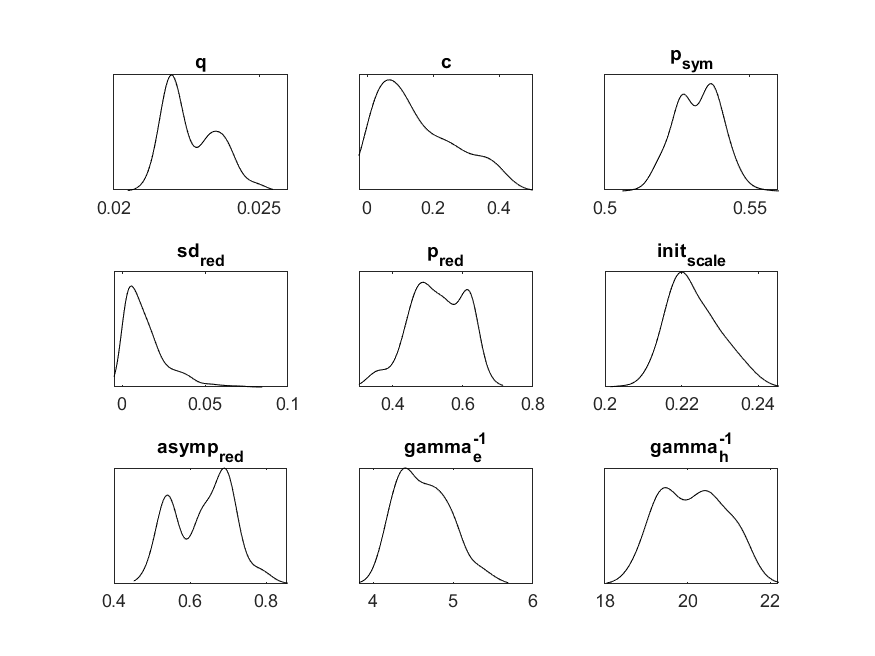 q c p_sym
0.02 0.025 0 0.2 0.4 0.5 0.55
sd_red p_red init_scale
0 0.05 0.1 0.4 0.6 0.8 0.2 0.22 0.24
asymp_red gamma_e^-1 gamma_h^-1
0.4 0.6 0.8 4 5 6 18 20 22